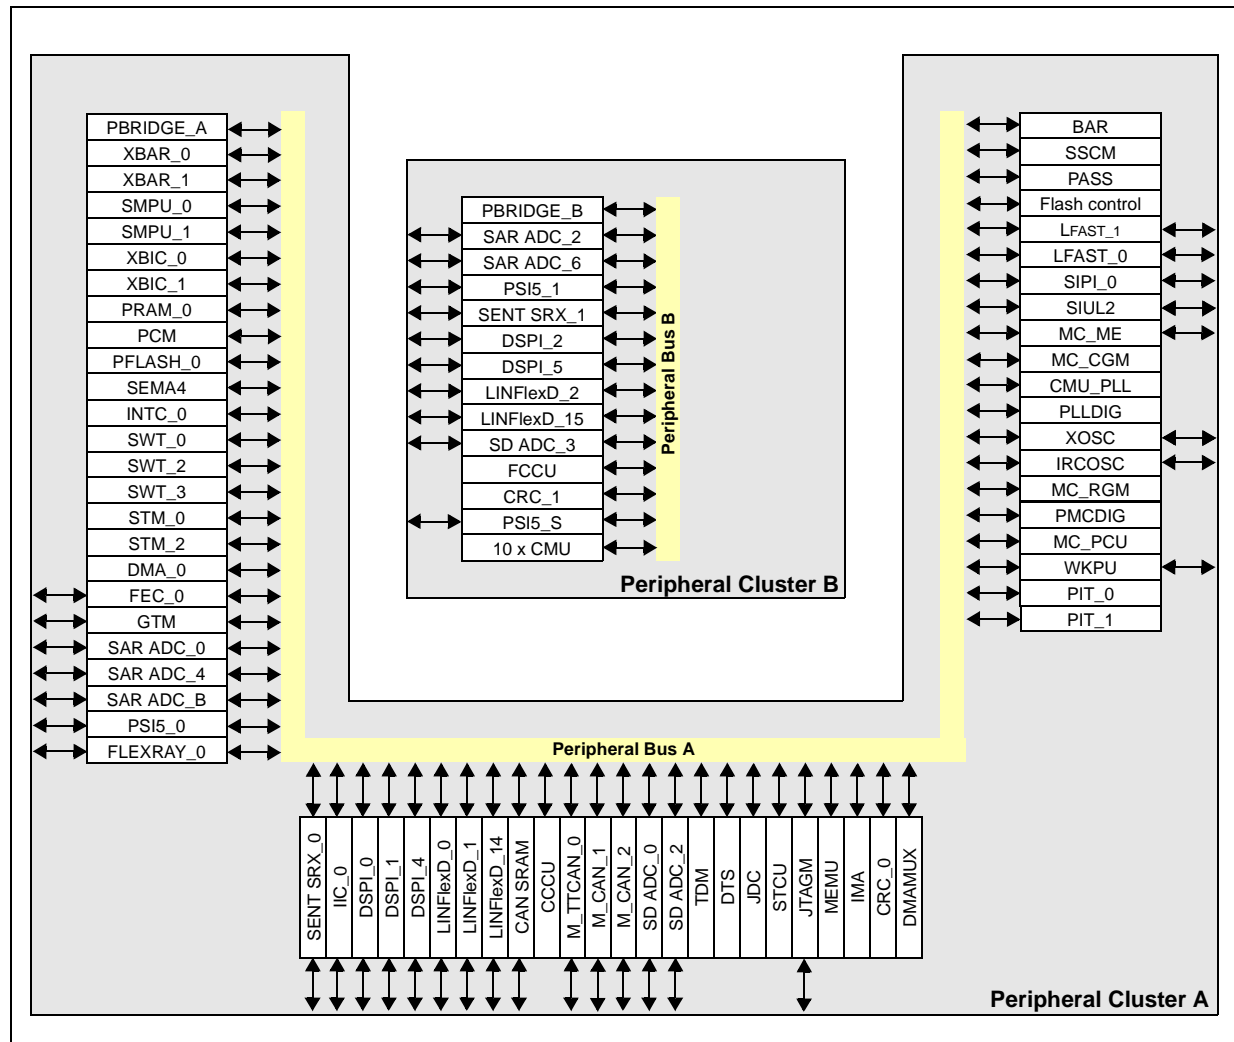 PBRIDGE_A
XBAR_0
XBAR_1
SMPU_0
SMPU_1
XBIC_0
XBIC_1
PRAM_0
PCM
PFLASH_0
SEMA4
INTC_0
SWT_0
SWT_2
SWT_3
STM_0
STM_2
DMA_0
FEC_0
GTM
SAR ADC_0
SAR ADC_4
SAR ADC_B
PSI5_0
FLEXRAY_0
PBRIDGE_B
SAR ADC_2
SAR ADC_6
PSI5_1
SENT SRX_1
DSPI_2
DSPI_5
LINFlexD_2
LINFlexD_15
SD ADC_3
FCCU
CRC_1
PSI5_S
10 x CMU
Peripheral Bus B
Peripheral Cluster B
BAR
SSCM
PASS
Flash control
LFAST_1
LFAST_0
SIPI_0
SIUL2
MC_ME
MC_CGM
CMU_PLL
PLLDIG
XOSC
IRCOSC
MC_RGM
PMCDIG
MC_PCU
WKPU
PIT_0
PIT_1
Peripheral Bus A
SENT SRX_0
IIC_0
DSPI_0
DSPI_1
DSPI_4
LINFlexD_0
LINFlexD_1
LINFlexD_14
CAN SRAM
CCCU
M_TTCAN_0
M_CAN_1
M_CAN_2
SD ADC_0
SD ADC_2
TDM
DTS
JDC
STCU
JTAGM
MEMU
IMA
CRC_0
DMAMUX
Peripheral Cluster A